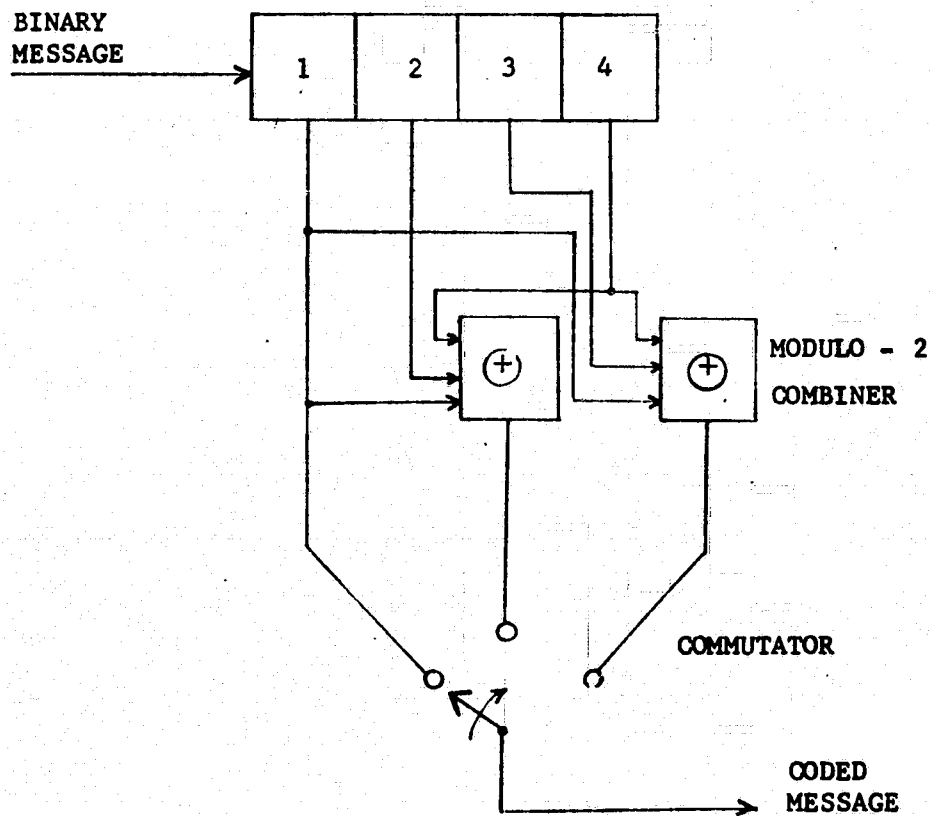 BINARY
MESSAGE
1 2 3 4
MODULO - 2
COMBINER
COMMUTATOR
CODED
MESSAGE